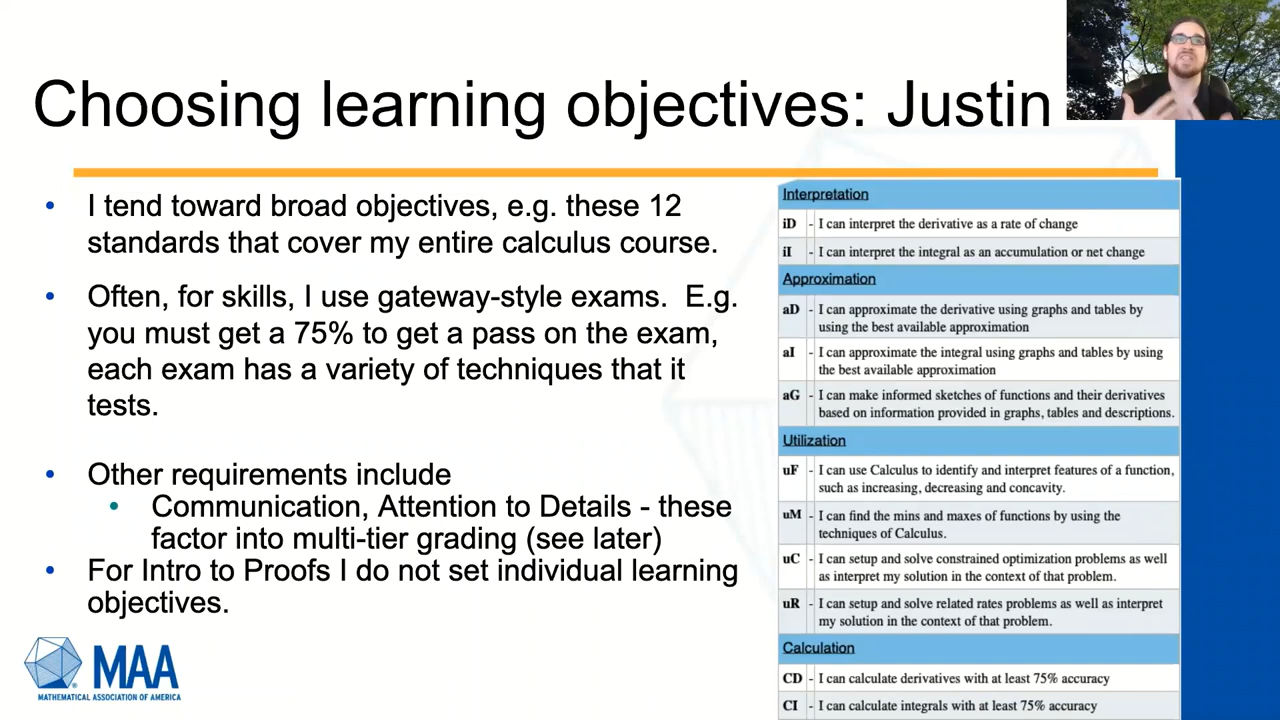 Choosing learning objectives: Justin
• I tend toward broad objectives, e.g. these 12
standards that cover my entire calculus course.
• Often, for skills, I use gateway-style exams. E.g.
you must get a 75% to get a pass on the exam,
each exam has a variety of techniques that it
tests.
• Other requirements include
• Communication, Attention to Details - these
factor into multi-tier grading (see later)
• For Intro to Proofs I do not set individual learning
objectives.
MAA
MATHEMATICAL ASSOCIATION OF AMERICA
Interpretation
iD - I can interpret the derivative as a rate of change
iI - I can interpret the integral as an accumulation or net change
Approximation
aD - I can approximate the derivative using graphs and tables by
using the best available approximation
aI - I can approximate the integral using graphs and tables by using
the best available approximation
aG - I can make informed sketches of functions and their derivatives
based on information provided in graphs, tables and descriptions.
Utilization
uF - I can use Calculus to identify and interpret features of a function,
such as increasing, decreasing and concavity.
uM - I can find the mins and maxes of functions by using the
techniques of Calculus.
uC - I can setup and solve constrained optimization problems as well
as interpret my solution in the context of that problem.
uR - I can setup and solve related rates problems as well as interpret
my solution in the context of that problem.
Calculation
CD - I can calculate derivatives with at least 75% accuracy
CI - I can calculate integrals with at least 75% accuracy